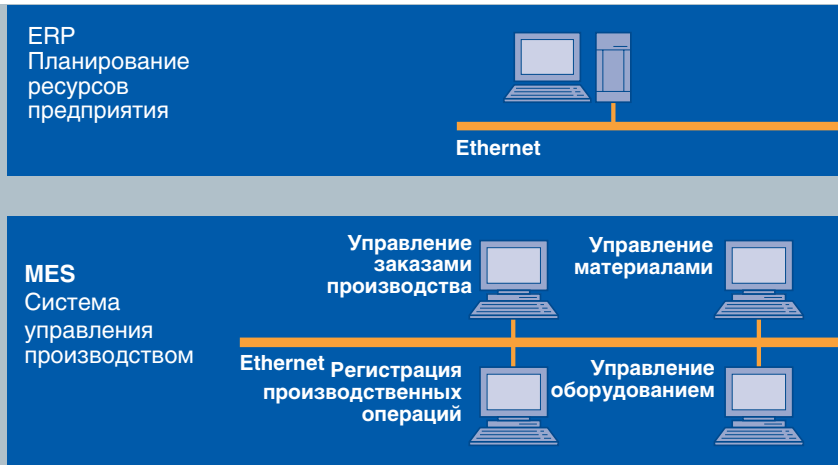 ERP
Планирование
ресурсов
предприятия
Ethernet
MES
Система
управления
производством
Управление
заказами
производства
Управление
материалами
Ethernet
Регистрация
производственных
операций
Управление
оборудованием